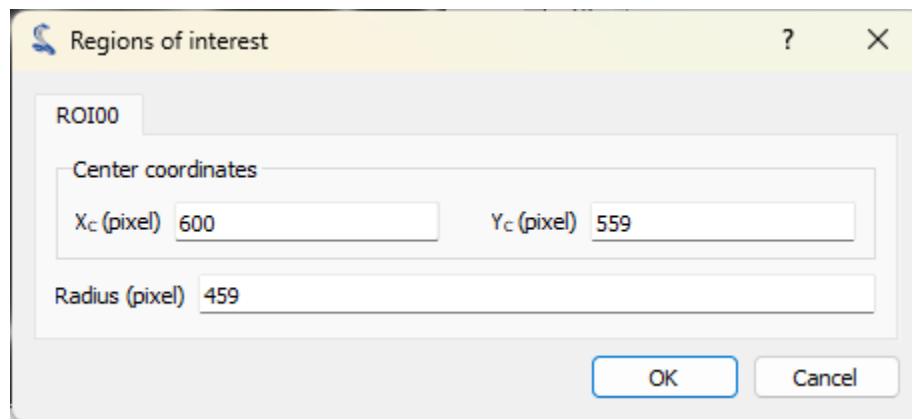 Regions of interest ? ×
ROI00
Center coordinates
Xc (pixel) 600 Yc (pixel) 559
Radius (pixel) 459
OK Cancel